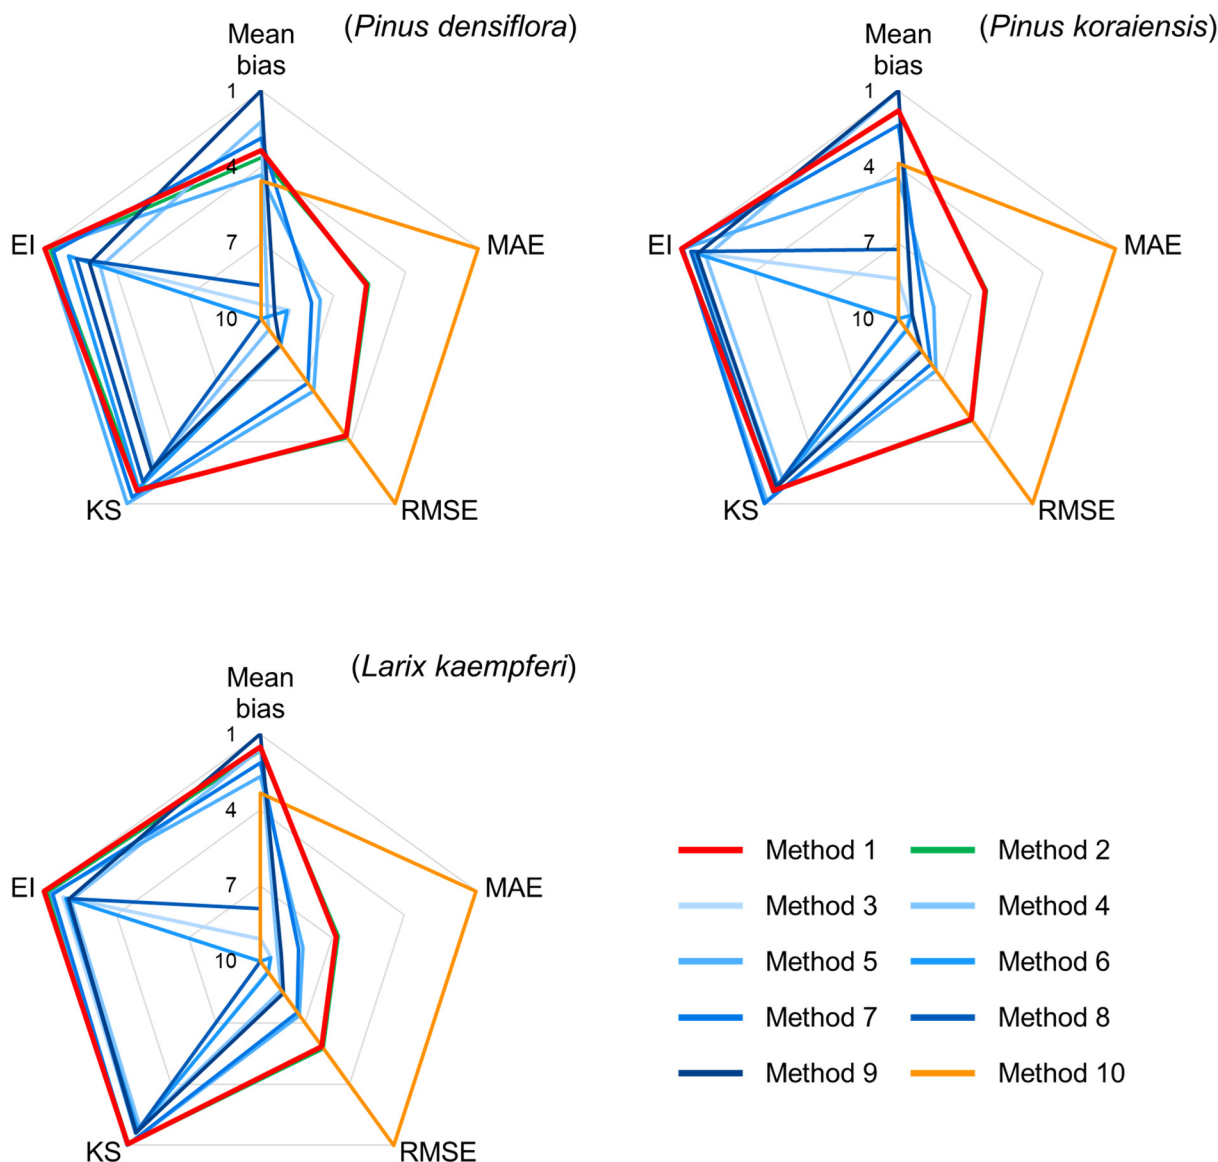 (Pinus densiflora)
Mean
bias
1
4
7
10
EI
MAE
KS
RMSE
(Pinus koraiensis)
Mean
bias
1
4
7
10
EI
MAE
KS
RMSE
(Larix kaempferi)
Mean
bias
1
4
7
10
EI
MAE
KS
RMSE
Method 1
Method 2
Method 3
Method 4
Method 5
Method 6
Method 7
Method 8
Method 9
Method 10